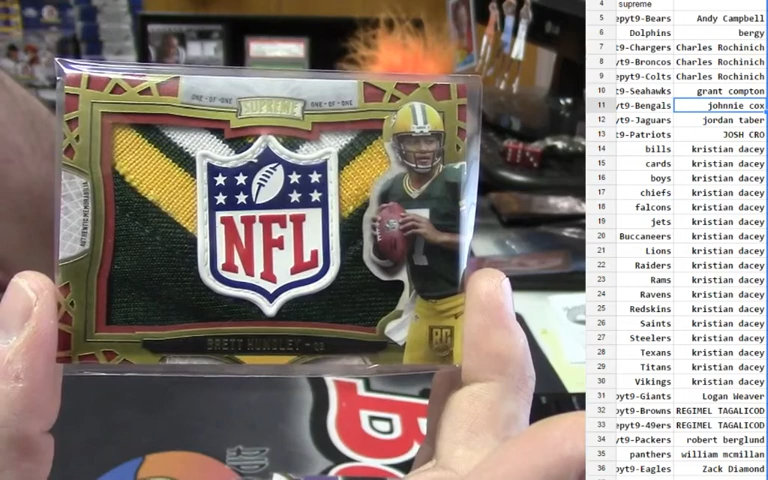 ONE-OF-ONE
SUPREME
ONE-OF-ONE
AUTHENTIC MEMORABILIA
NFL
7
BRETT HUNDLEY - QB
RC
4 supreme
5 epyt9-Bears Andy Campbell
6 Dolphins bergy
7 t9-Chargers Charles Rochinich
8 yt9-Broncos Charles Rochinich
9 epyt9-Colts Charles Rochinich
10 t9-Seahawks grant compton
11 yt9-Bengals johnnie cox
12 yt9-Jaguars jordan taber
13 t9-Patriots JOSH CRO
14 bills kristian dacey
15 cards kristian dacey
16 boys kristian dacey
17 chiefs kristian dacey
18 falcons kristian dacey
19 jets kristian dacey
20 Buccaneers kristian dacey
21 Lions kristian dacey
22 Raiders kristian dacey
23 Rams kristian dacey
24 Ravens kristian dacey
25 Redskins kristian dacey
26 Saints kristian dacey
27 Steelers kristian dacey
28 Texans kristian dacey
29 Titans kristian dacey
30 Vikings kristian dacey
31 epyt9-Giants Logan Weaver
32 pyt9-Browns REGIMEL TAGALICOD
33 epyt9-49ers REGIMEL TAGALICOD
34 yt9-Packers robert berglund
35 panthers william mcmillan
36 pyt9-Eagles Zack Diamond